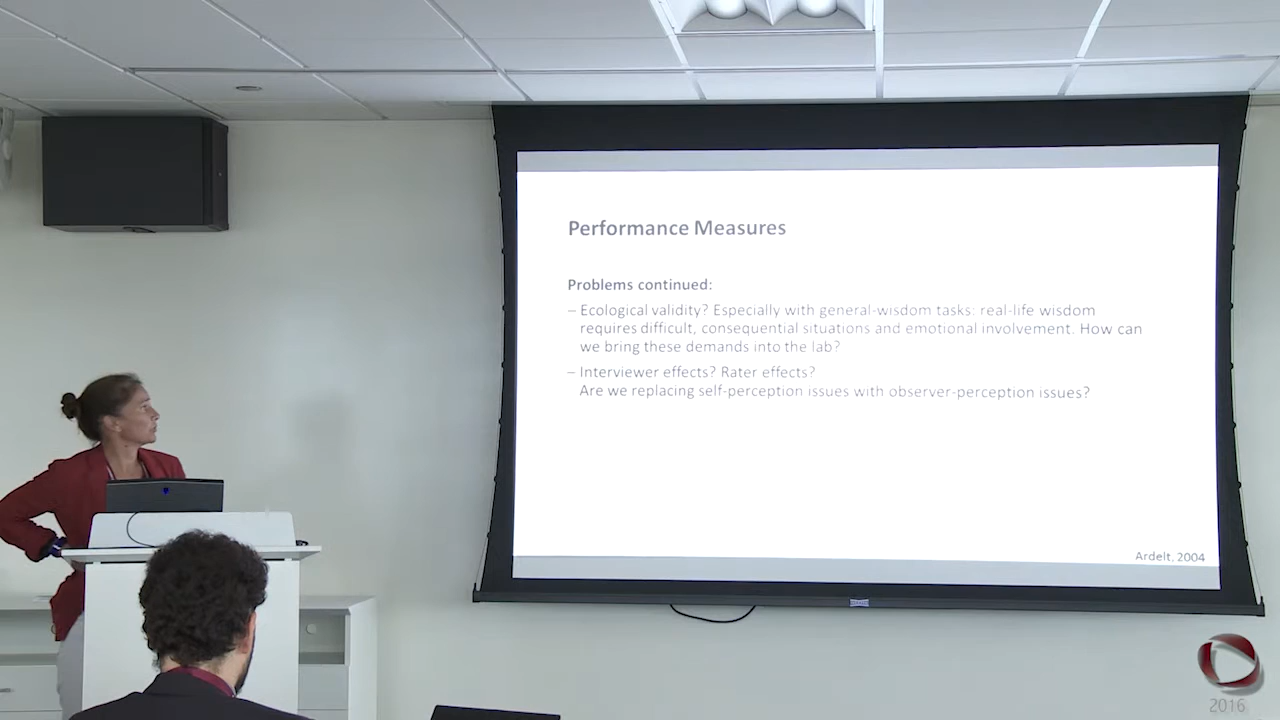 Performance Measures
Problems continued:
– Ecological validity? Especially with general-wisdom tasks: real-life wisdom
requires difficult, consequential situations and emotional involvement. How can
we bring these demands into the lab?
– Interviewer effects? Rater effects?
Are we replacing self-perception issues with observer-perception issues?
Ardelt, 2004
2016